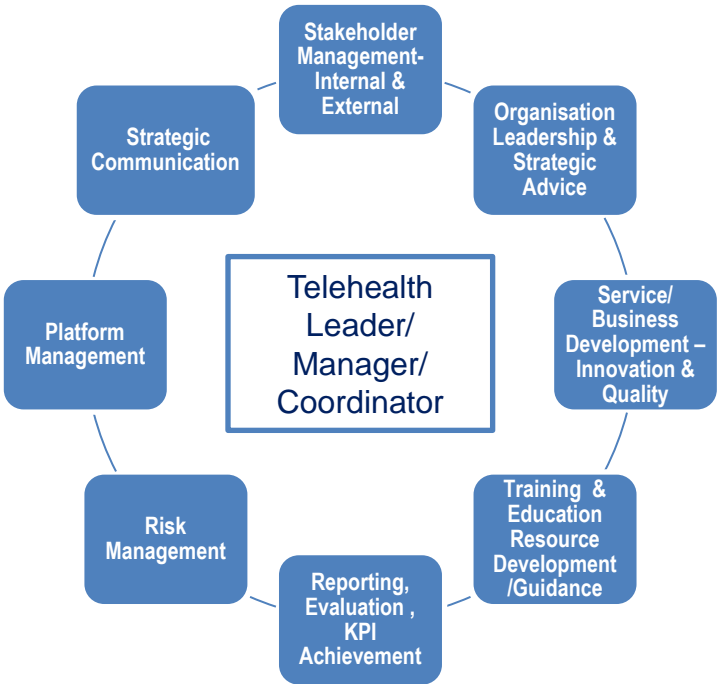 Stakeholder
Management-
Internal &
External
Organisation
Leadership &
Strategic
Advice
Service/
Business
Development –
Innovation &
Quality
Training & 
Education
Resource
Development
/Guidance
Reporting,
Evaluation ,
KPI
Achievement
Risk
Management
Platform
Management
Strategic
Communication
Telehealth
Leader/
Manager/
Coordinator